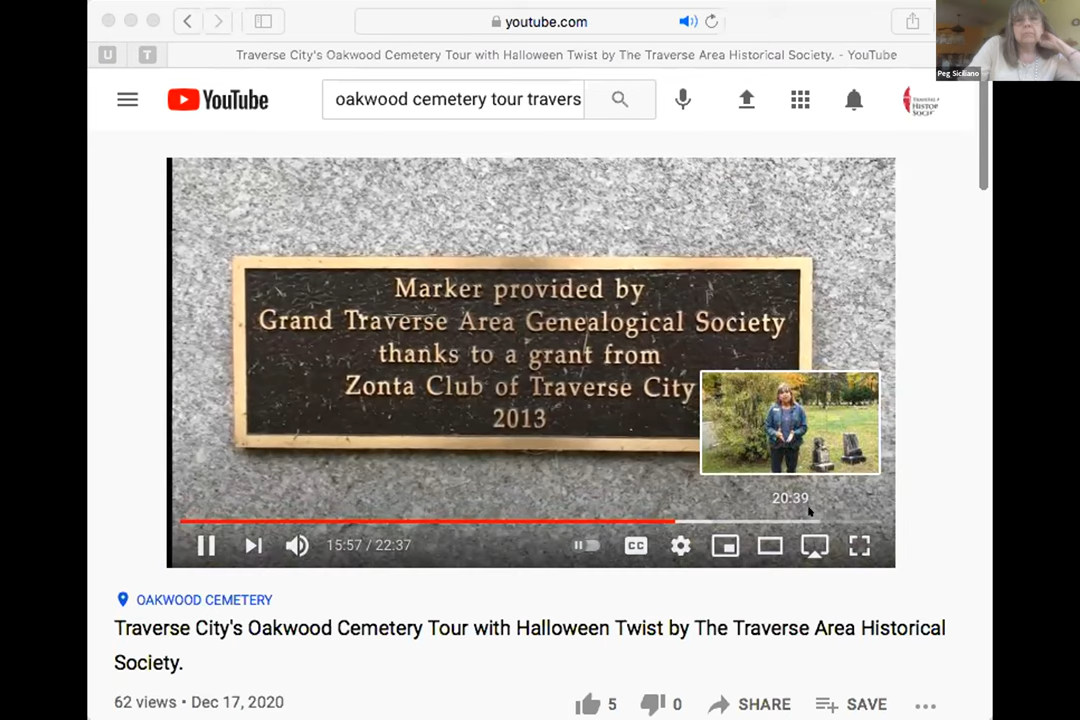 youtube.com
U
T
Traverse City's Oakwood Cemetery Tour with Halloween Twist by The Traverse Area Historical Society. - YouTube
Peg Siciliano
YouTube
oakwood cemetery tour travers
Marker provided by
Grand Traverse Area Genealogical Society
thanks to a grant from
Zonta Club of Traverse City
2013
20:39
15:57 / 22:37
CC
OAKWOOD CEMETERY
Traverse City's Oakwood Cemetery Tour with Halloween Twist by The Traverse Area Historical
Society.
62 views • Dec 17, 2020
5
0
SHARE
SAVE